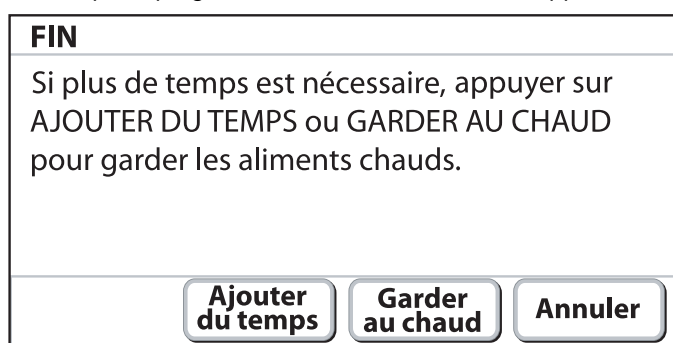 FIN
Si plus de temps est nécessaire, appuyer sur
AJOUTER DU TEMPS ou GARDER AU CHAUD
pour garder les aliments chauds.
Ajouter
du temps
Garder
au chaud
Annuler